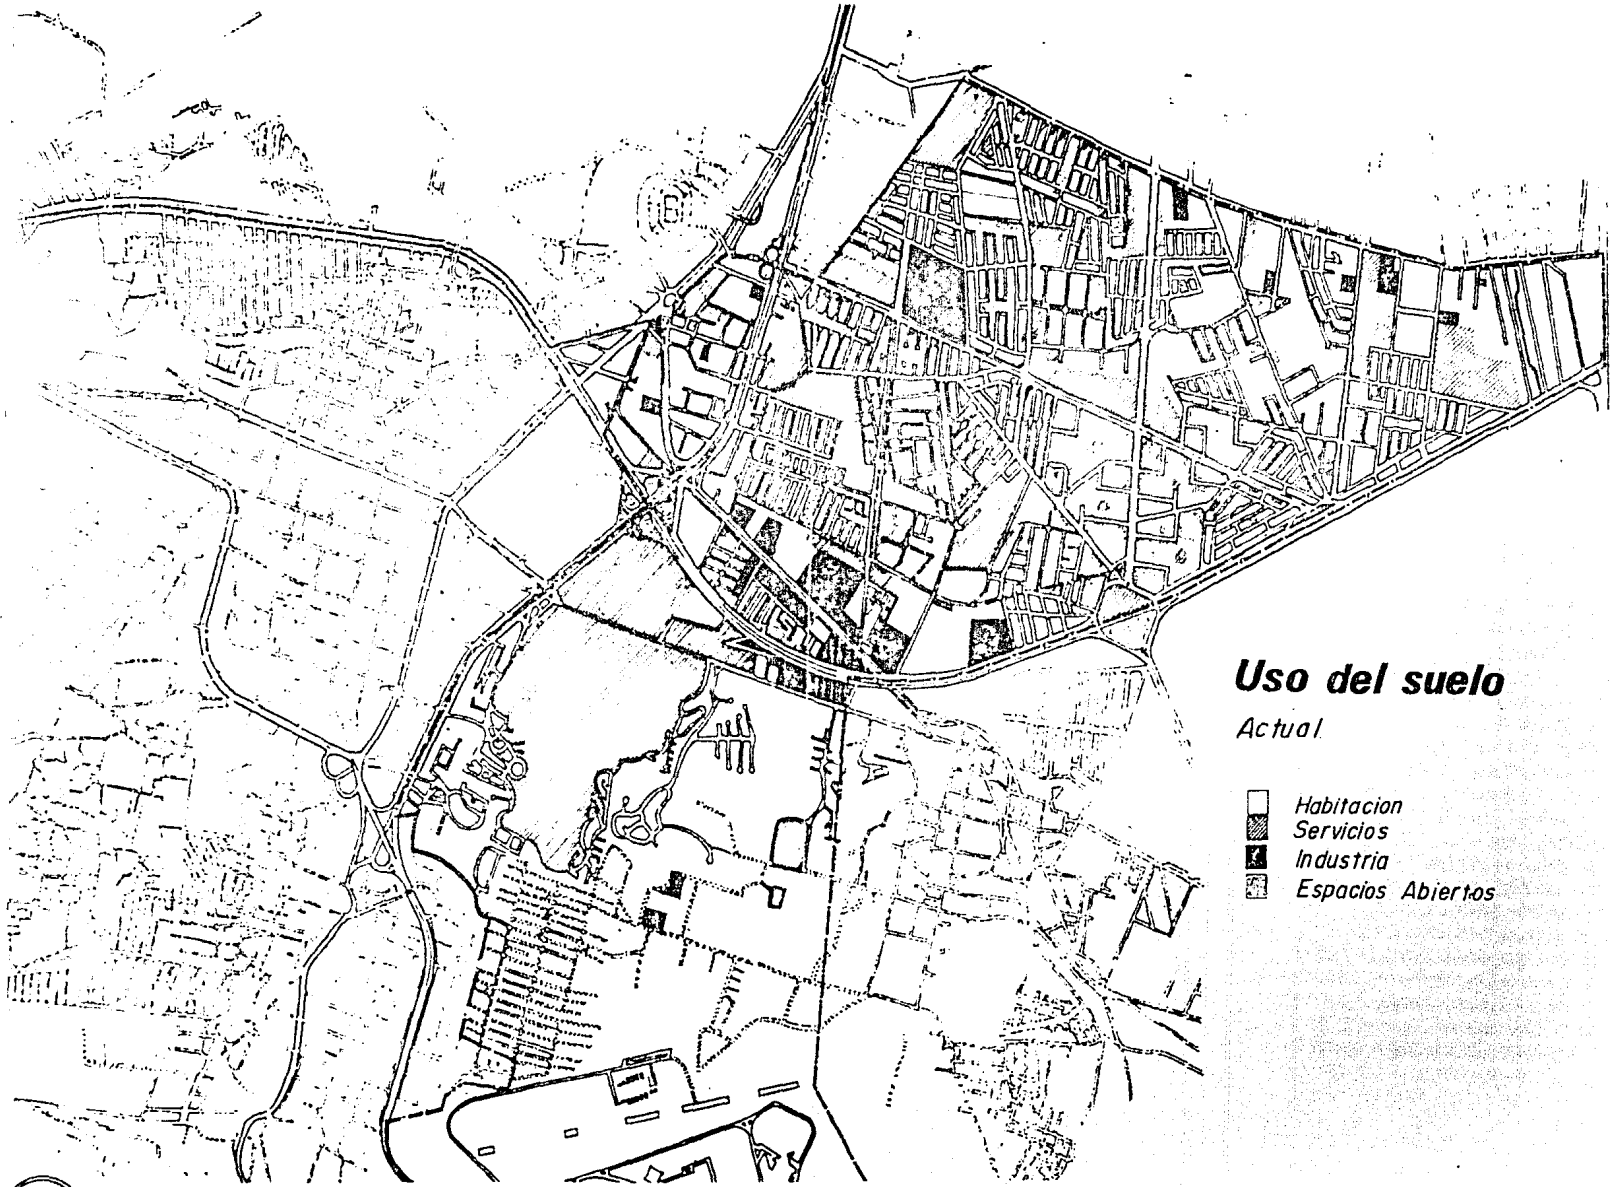 Uso del suelo
Actual.
Habitacion
Servicios
Industria
Espacios Abiertos